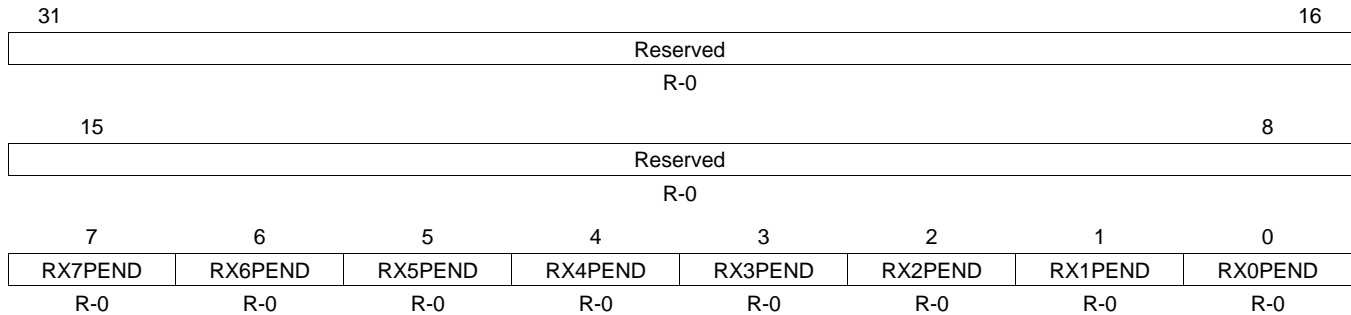 31 16
Reserved
R-0
15 8
Reserved
R-0
7 6 5 4 3 2 1 0
RX7PEND RX6PEND RX5PEND RX4PEND RX3PEND RX2PEND RX1PEND RX0PEND
R-0 R-0 R-0 R-0 R-0 R-0 R-0 R-0